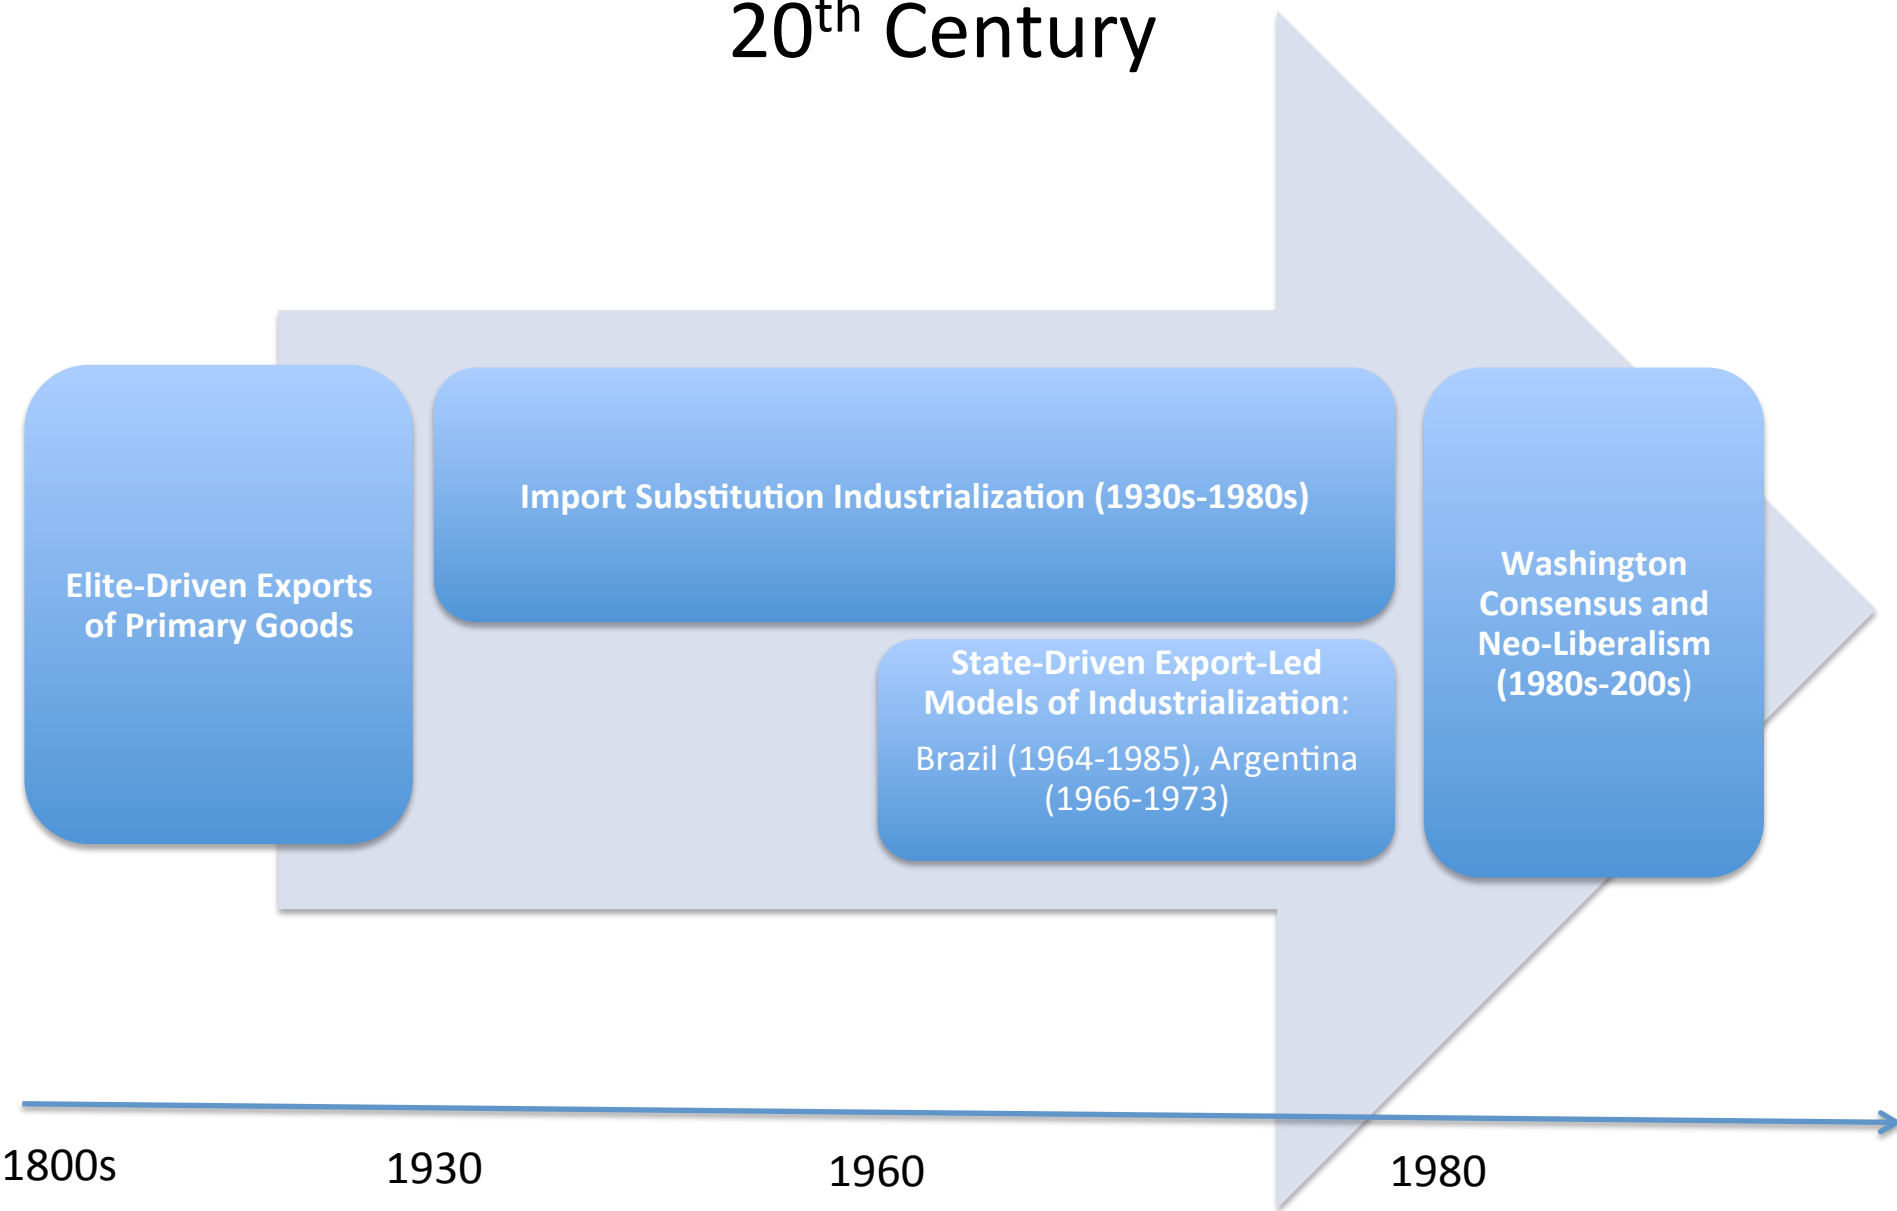 20th Century
Elite-Driven Exports
of Primary Goods
Import Substitution Industrialization (1930s-1980s)
State-Driven Export-Led
Models of Industrialization:
Brazil (1964-1985), Argentina
(1966-1973)
Washington
Consensus and
Neo-Liberalism
(1980s-200s)
1800s
1930
1960
1980